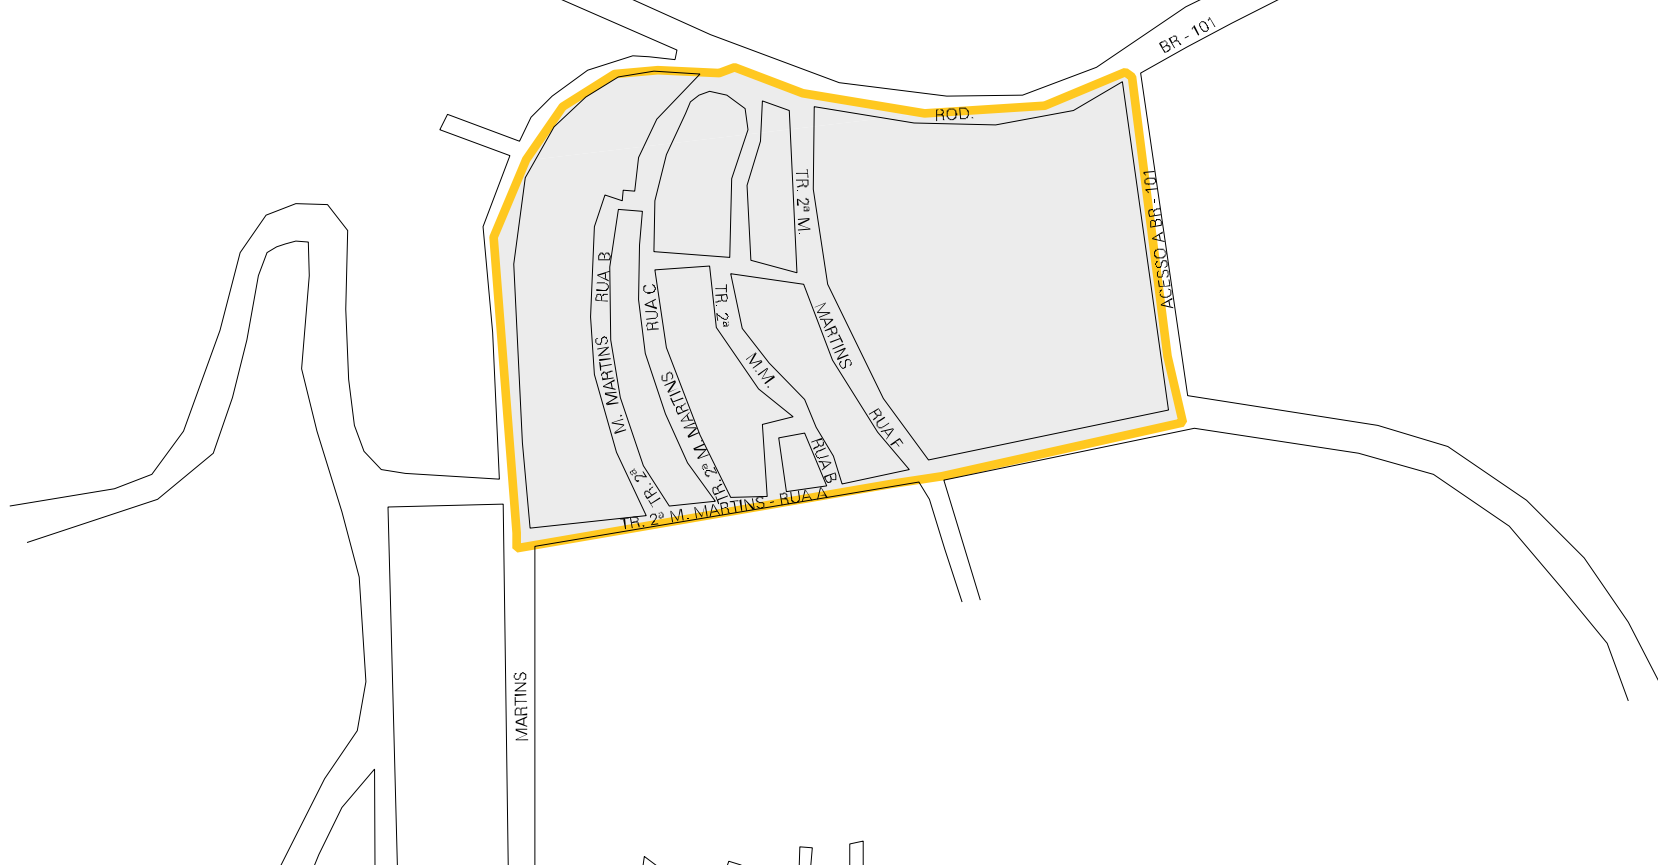 BR - 101
ROD.
ACESSO A BR - 101
TR. 2ª M.
MARTINS
RUA F
TR. 2ª
M.M.
RUA B
RUA B
M. MARTINS
TR. 2ª
RUA C
TR. 2ª M. MARTINS
TR. 2ª M. MARTINS - RUA A
MARTINS